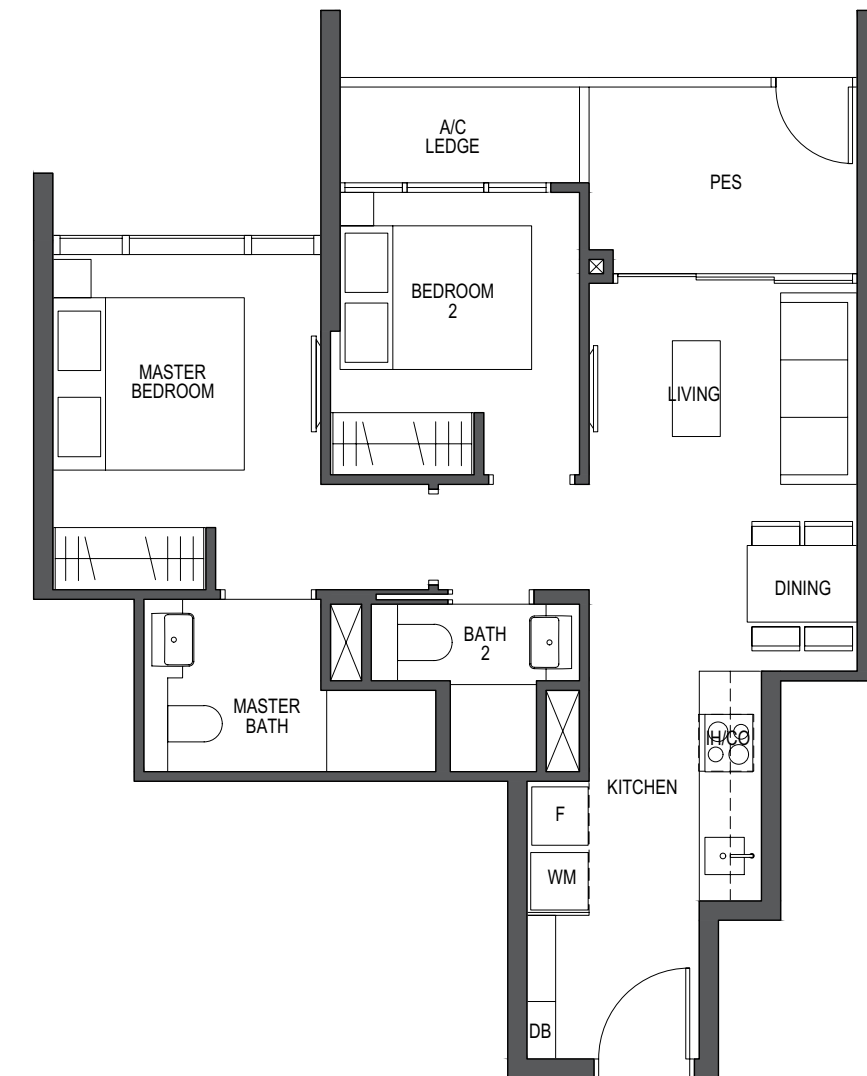 A/C
LEDGE
PES
BEDROOM
2
MASTER
BEDROOM
LIVING
DINING
BATH
2
MASTER
BATH
IH/CO
KITCHEN
F
WM
DB